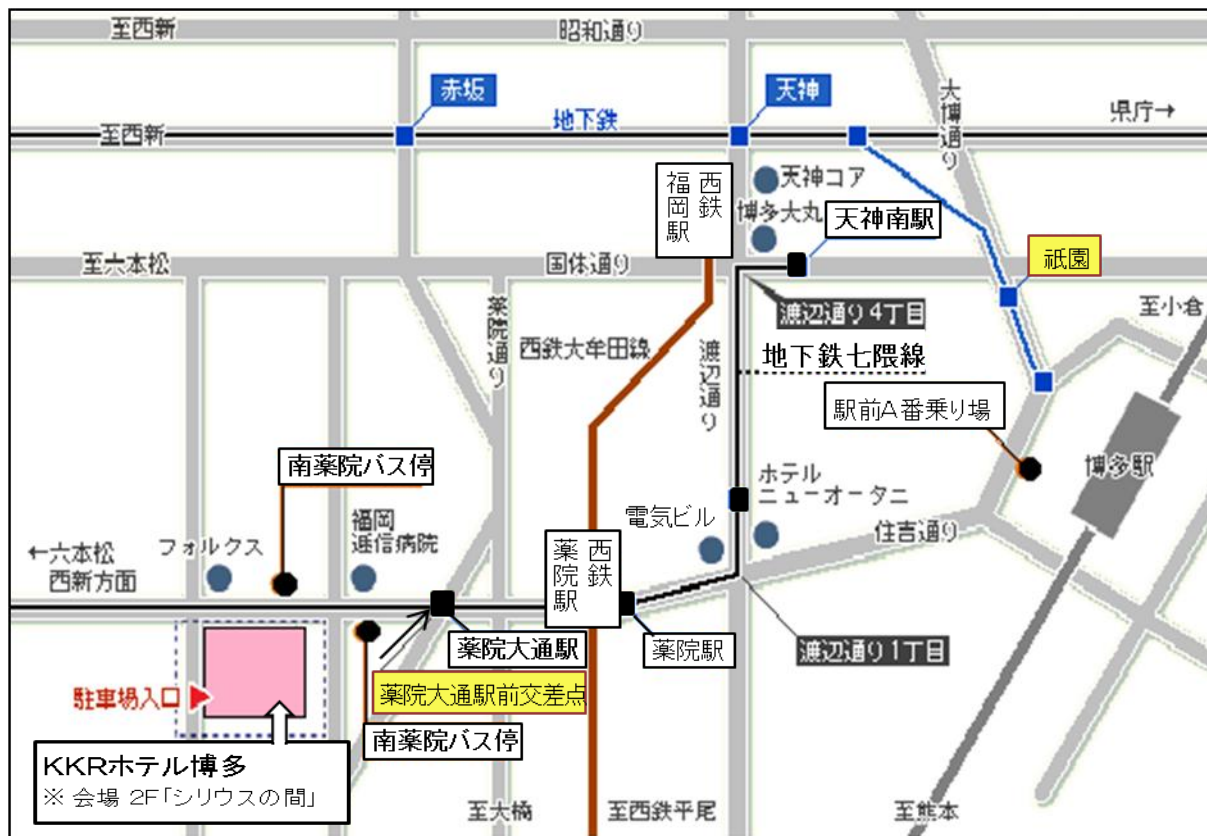 至西新
昭和通り
赤坂
天神
大博通り
県庁→
至西新
地下鉄
西鉄
福岡駅
天神コア
博多大丸
天神南駅
至六本松
国体通り
祇園
渡辺通り4丁目
至小倉
薬院通り
西鉄大牟田線
渡辺通り
地下鉄七隈線
駅前A番乗り場
博多駅
南薬院バス停
ホテル
ニューオータニ
電気ビル
住吉通り
←六本松
西新方面
フォルクス
福岡
逓信病院
西鉄
薬院駅
薬院大通駅
薬院駅
渡辺通り1丁目
駐車場入口
薬院大通駅前交差点
南薬院バス停
KKRホテル博多
※ 会場 2F「シリウスの間」
至大橋
至西鉄平尾
至熊本